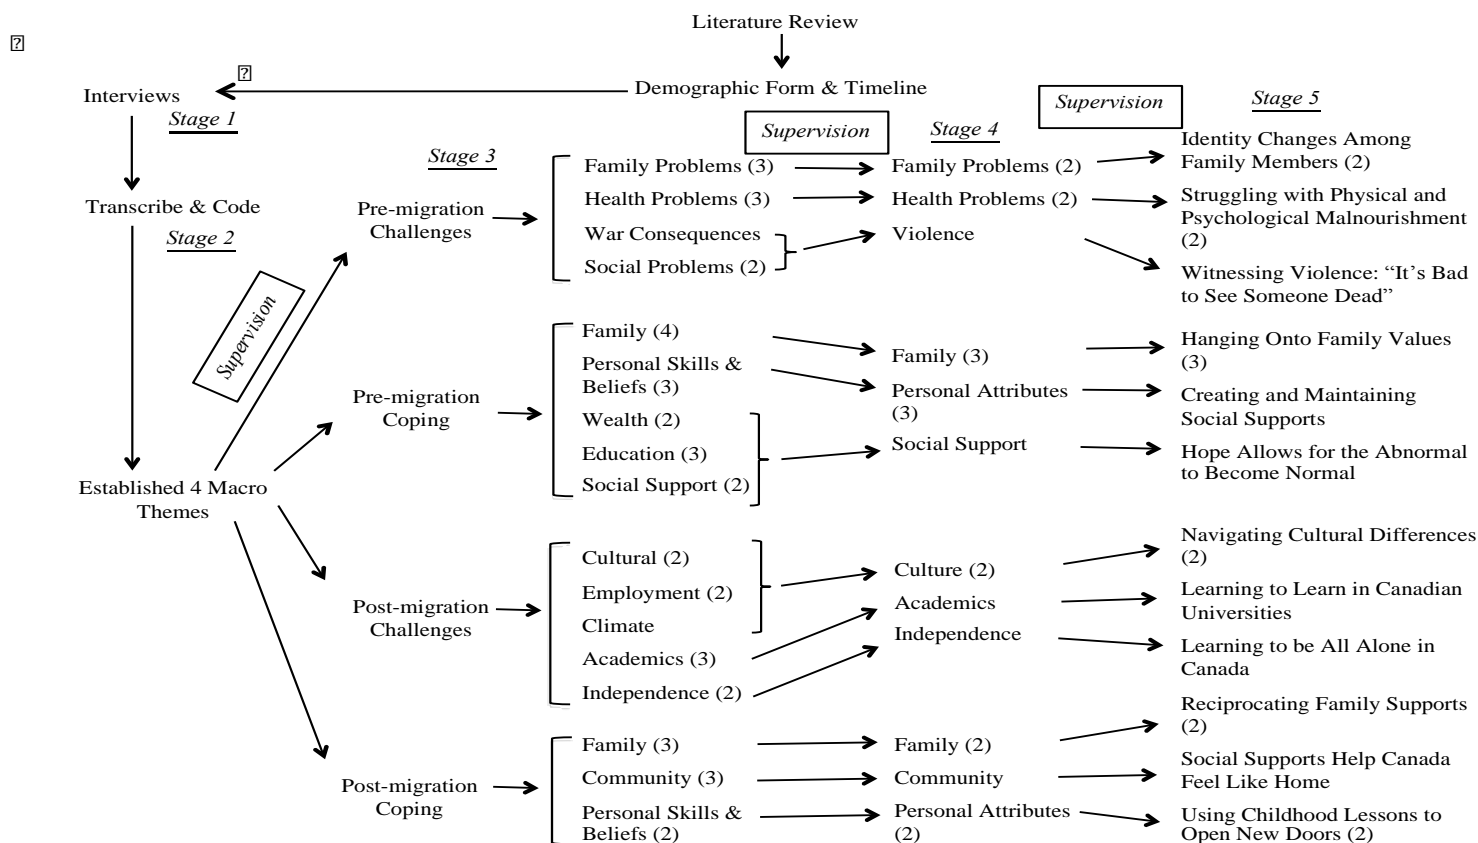 Literature Review
Demographic Form & Timeline
Interviews
Stage 1
Transcribe & Code
Stage 2
Supervision
Established 4 Macro
Themes
Stage 3
Supervision
Stage 4
Supervision
Stage 5
Pre-migration
Challenges
Family Problems (3)
Health Problems (3)
War Consequences
Social Problems (2)
Family Problems (2)
Health Problems (2)
Violence
Identity Changes Among
Family Members (2)
Struggling with Physical and
Psychological Malnourishment
(2)
Witnessing Violence: “It’s Bad
to See Someone Dead”
Pre-migration
Coping
Family (4)
Personal Skills &
Beliefs (3)
Wealth (2)
Education (3)
Social Support (2)
Family (3)
Personal Attributes
(3)
Social Support
Hanging Onto Family Values
(3)
Creating and Maintaining
Social Supports
Hope Allows for the Abnormal
to Become Normal
Post-migration
Challenges
Cultural (2)
Employment (2)
Climate
Academics (3)
Independence (2)
Culture (2)
Academics
Independence
Navigating Cultural Differences
(2)
Learning to Learn in Canadian
Universities
Learning to be All Alone in
Canada
Post-migration
Coping
Family (3)
Community (3)
Personal Skills &
Beliefs (2)
Family (2)
Community
Personal Attributes
(2)
Reciprocating Family Supports
(2)
Social Supports Help Canada
Feel Like Home
Using Childhood Lessons to
Open New Doors (2)